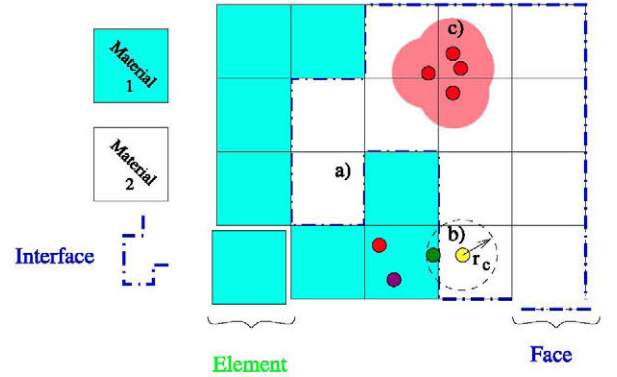 Material
1
Material
2
Interface
a)
b)
c)
r c
Element
Face